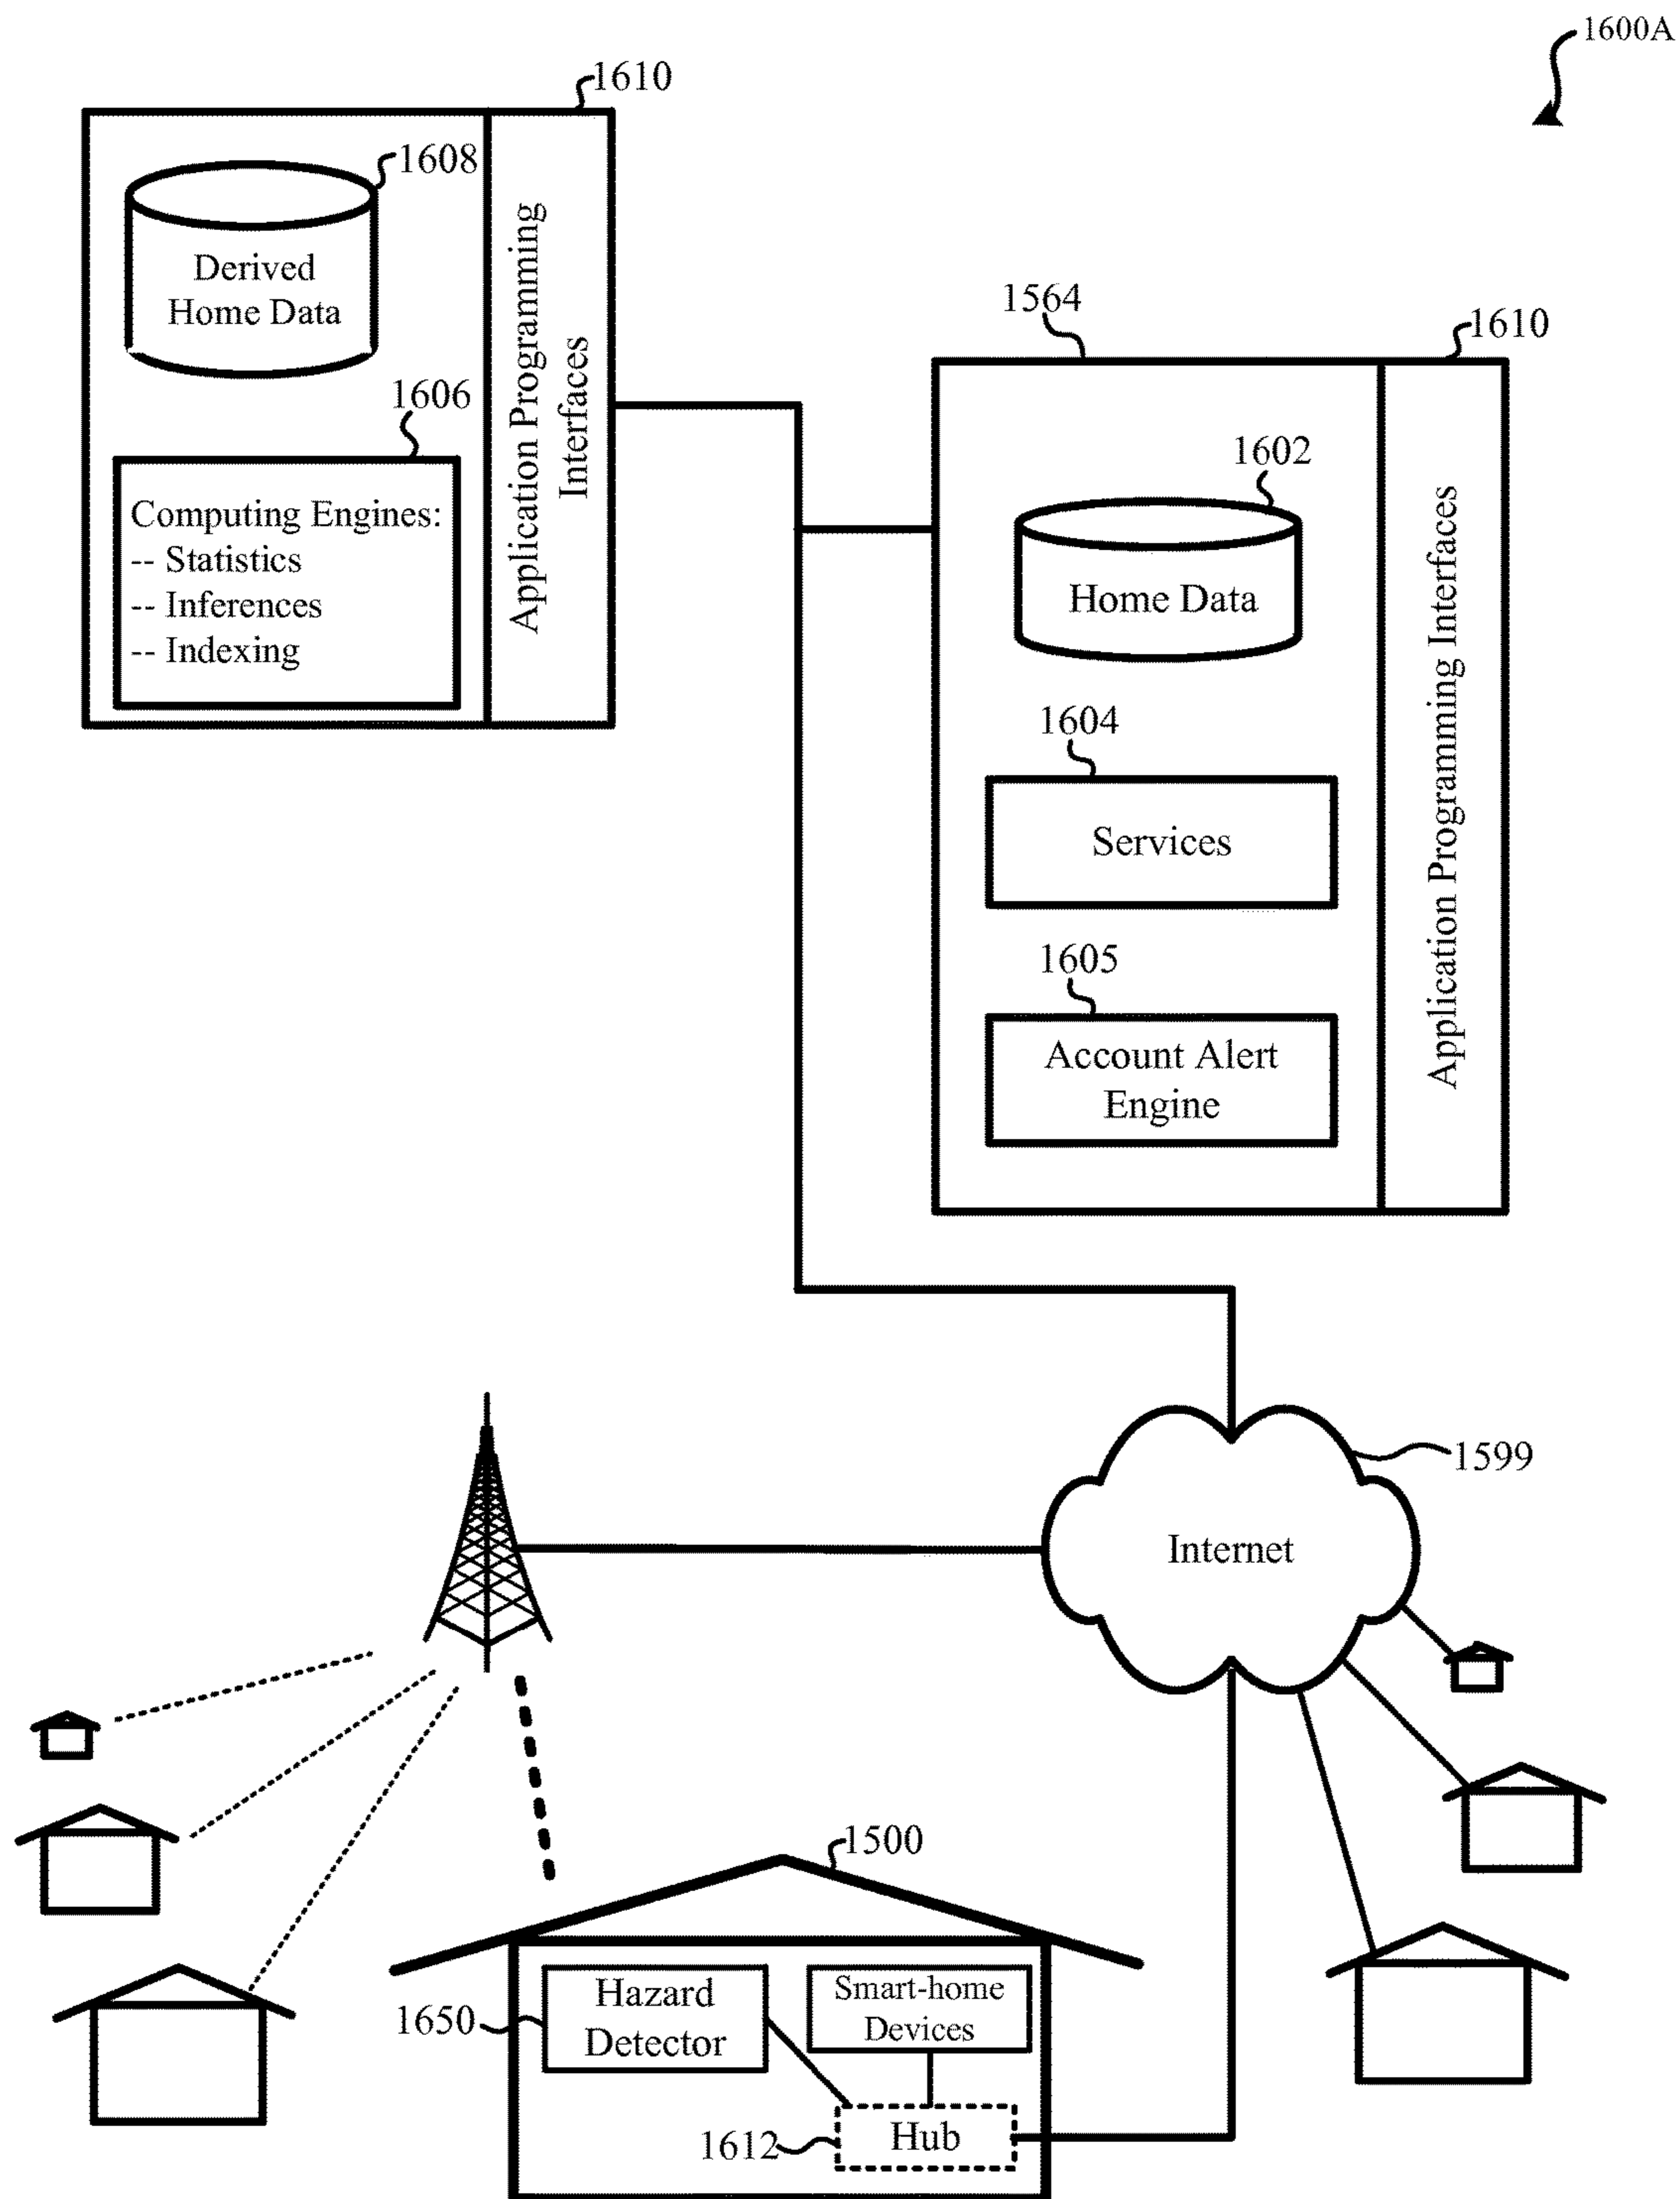 1600A
1610
1608
Derived
Home Data
1606
Computing Engines:
-- Statistics
-- Inferences
-- Indexing
Application Programming
Interfaces
1564
1610
1602
Home Data
1604
Services
1605
Account Alert
Engine
Application Programming Interfaces
1599
Internet
1500
Hazard
Detector
1650
Smart-home
Devices
1612
Hub